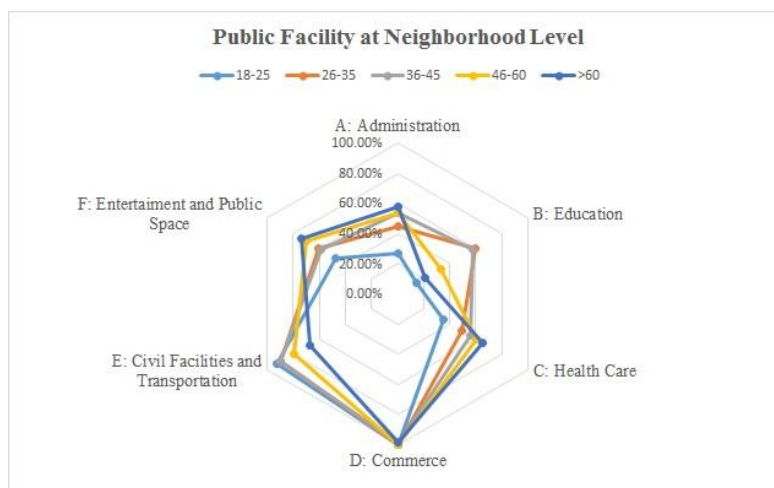 Public Facility at Neighborhood Level
18-25 26-35 36-45 46-60 >60
A: Administration
100.00%
80.00%
60.00%
40.00%
20.00%
0.00%
B: Education
C: Health Care
D: Commerce
E: Civil Facilities and
Transportation
F: Entertaiment and Public
Space